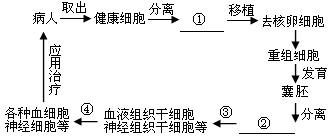 病人 取出 健康细胞 分离 ① 移植 去核卵细胞
重组细胞
发育
囊胚
分离
②
③
血液组织干细胞
神经组织干细胞等
④
各种血细胞
神经细胞等
应用治疗